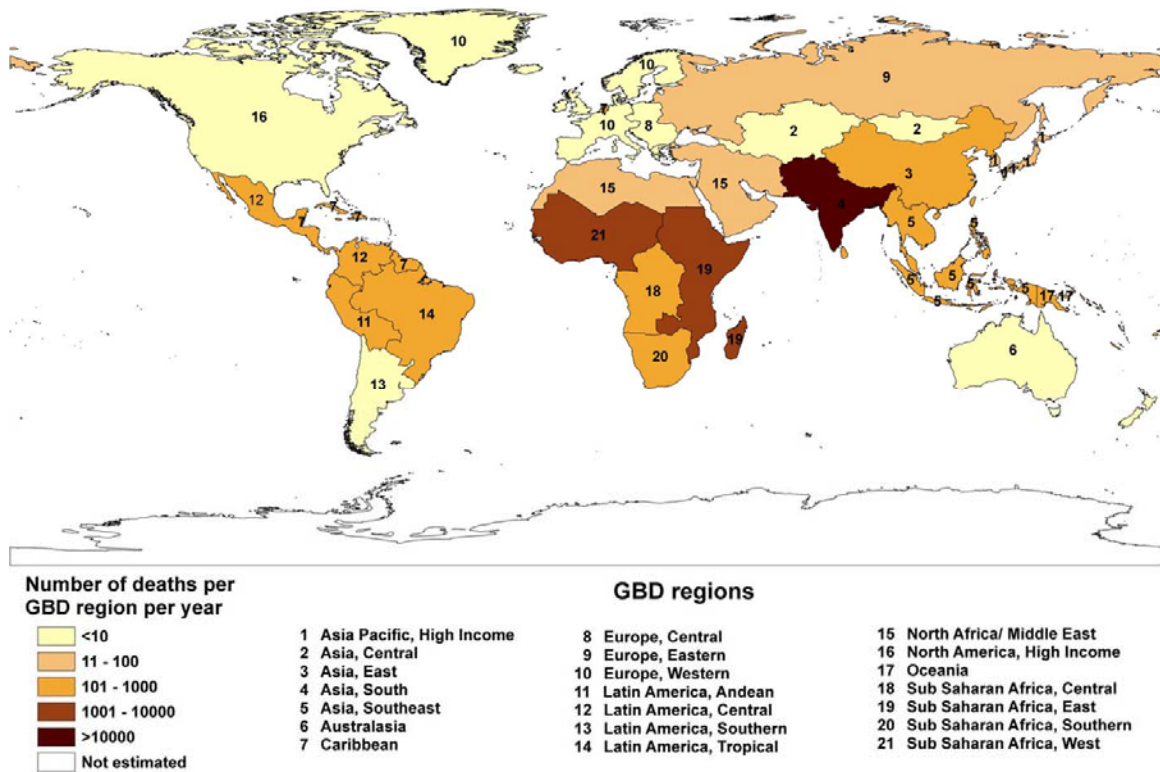 10
10
9
16
7
10
8
2
2
1
1
1
1
3
15
15
4
12
7
7
7
5
5
21
19
12
7
18
5
5
5
5
5
17
17
11
14
19
20
6
13
Number of deaths per
GBD region per year
<10
11 - 100
101 - 1000
1001 - 10000
>10000
Not estimated
GBD regions
1 Asia Pacific, High Income
2 Asia, Central
3 Asia, East
4 Asia, South
5 Asia, Southeast
6 Australasia
7 Caribbean
8 Europe, Central
9 Europe, Eastern
10 Europe, Western
11 Latin America, Andean
12 Latin America, Central
13 Latin America, Southern
14 Latin America, Tropical
15 North Africa/ Middle East
16 North America, High Income
17 Oceania
18 Sub Saharan Africa, Central
19 Sub Saharan Africa, East
20 Sub Saharan Africa, Southern
21 Sub Saharan Africa, West